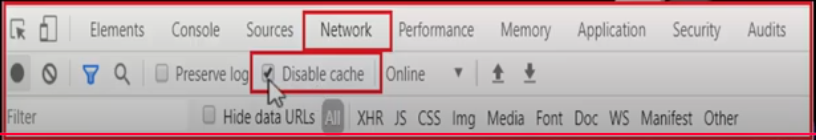 Elements Console Sources Network Performance Memory Application Security Audits
Preserve log Disable cache Online
Filter Hide data URLs All XHR JS CSS Img Media Font Doc WS Manifest Other